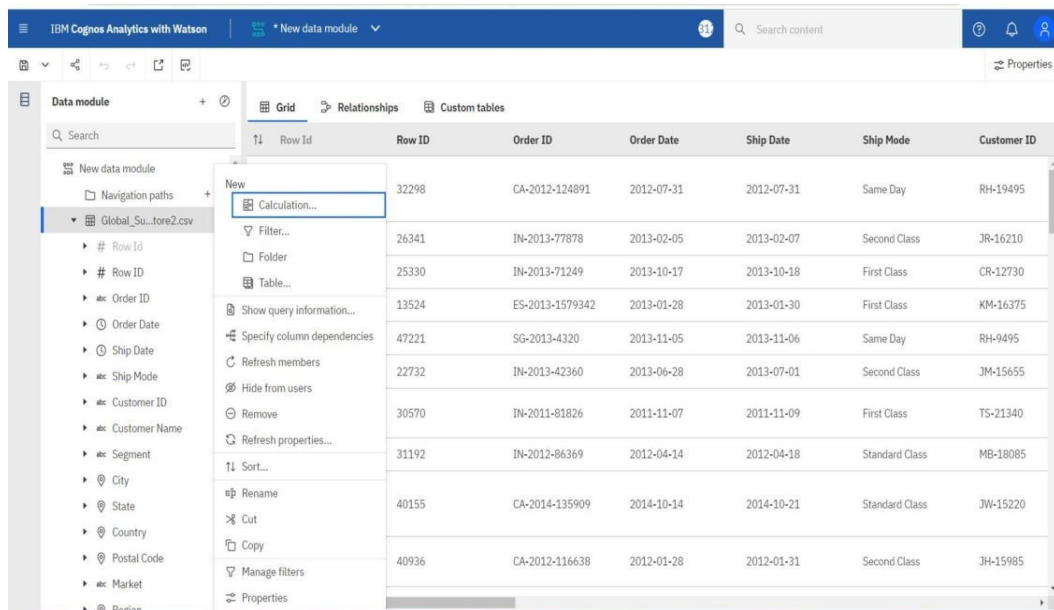 IBM Cognos Analytics with Watson
* New data module
Search content
Properties
Data module
Grid
Relationships
Custom tables
Search
New data module
Navigation paths
Global_Su...tore2.csv
# Row Id
# Row ID
abc Order ID
Order Date
Ship Date
abc Ship Mode
abc Customer ID
abc Customer Name
abc Segment
City
State
Country
Postal Code
abc Market
Region
New
Calculation...
Filter...
Folder
Table...
Show query information...
Specify column dependencies
Refresh members
Hide from users
Remove
Refresh properties...
Sort...
Rename
Cut
Copy
Manage filters
Properties
Row Id Row ID Order ID Order Date Ship Date Ship Mode Customer ID
32298 CA-2012-124891 2012-07-31 2012-07-31 Same Day RH-19495
26341 IN-2013-77878 2013-02-05 2013-02-07 Second Class JR-16210
25330 IN-2013-71249 2013-10-17 2013-10-18 First Class CR-12730
13524 ES-2013-1579342 2013-01-28 2013-01-30 First Class KM-16375
47221 SG-2013-4320 2013-11-05 2013-11-06 Same Day RH-9495
22732 IN-2013-42360 2013-06-28 2013-07-01 Second Class JM-15655
30570 IN-2011-81826 2011-11-07 2011-11-09 First Class TS-21340
31192 IN-2012-86369 2012-04-14 2012-04-18 Standard Class MB-18085
40155 CA-2014-135909 2014-10-14 2014-10-21 Standard Class JW-15220
40936 CA-2012-116638 2012-01-28 2012-01-31 Second Class JH-15985